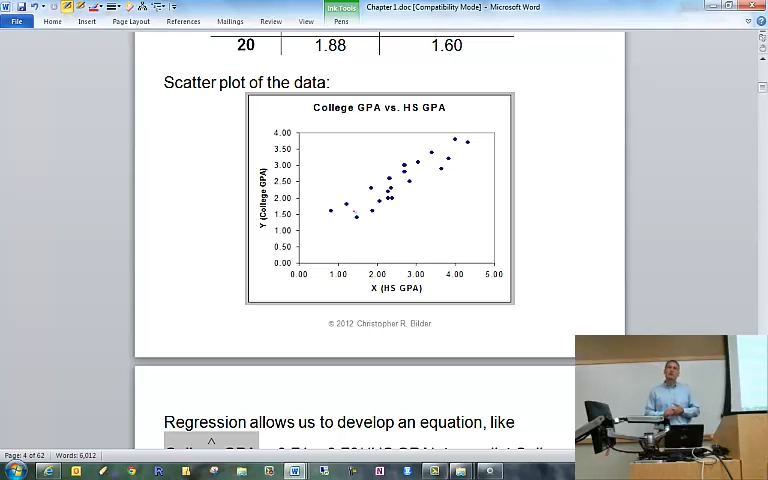 Ink Tools
Chapter 1.doc [Compatibility Mode] - Microsoft Word
File Home Insert Page Layout References Mailings Review View Pens
20 1.88 1.60
Scatter plot of the data:
College GPA vs. HS GPA
4.00
3.50
3.00
2.50
2.00
1.50
1.00
0.50
0.00
Y (College GPA)
0.00 1.00 2.00 3.00 4.00 5.00
X (HS GPA)
© 2012 Christopher R. Bilder
Regression allows us to develop an equation, like
Page: 4 of 62 Words: 6,012